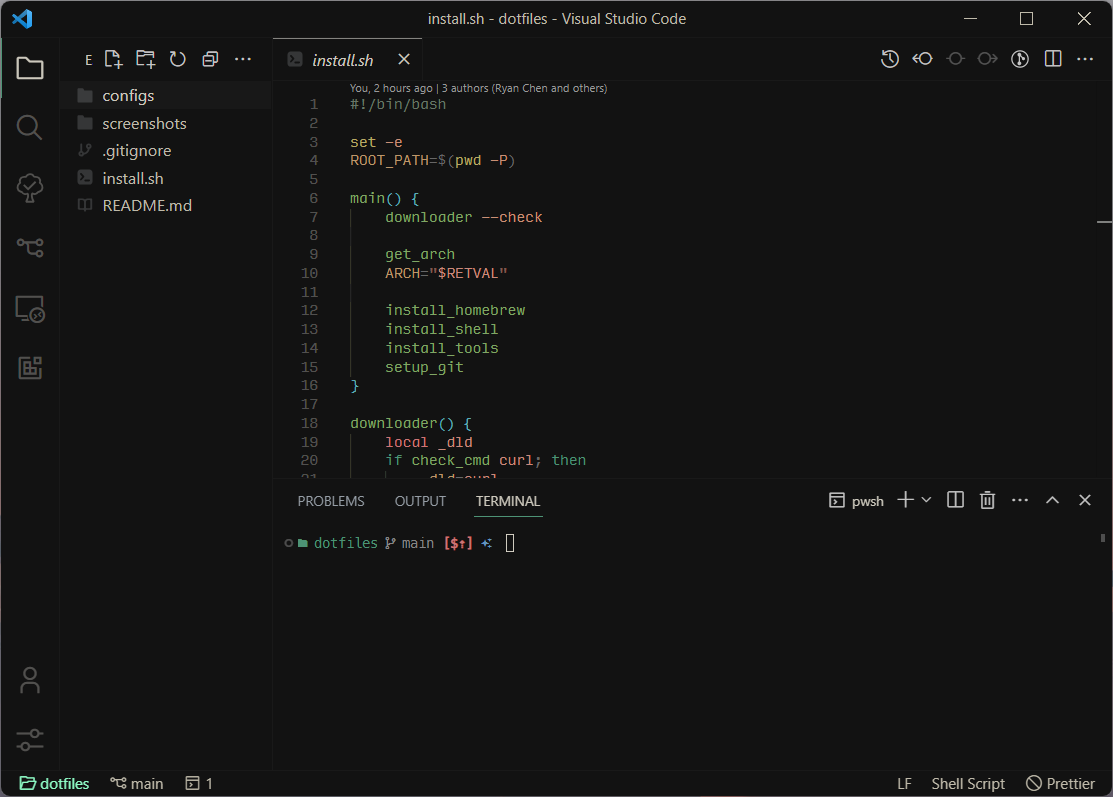 install.sh - dotfiles - Visual Studio Code
E
configs
screenshots
.gitignore
install.sh
README.md
install.sh
You, 2 hours ago | 3 authors (Ryan Chen and others)
1 #!/bin/bash
2
3 set -e
4 ROOT_PATH=$(pwd -P)
5
6 main() {
7 downloader --check
8
9 get_arch
10 ARCH="$RETVAL"
11
12 install_homebrew
13 install_shell
14 install_tools
15 setup_git
16 }
17
18 downloader() {
19 local _dld
20 if check_cmd curl; then
21 _dld=curl
PROBLEMS OUTPUT TERMINAL
pwsh
dotfiles main [$↑]
dotfiles main 1
LF Shell Script Prettier